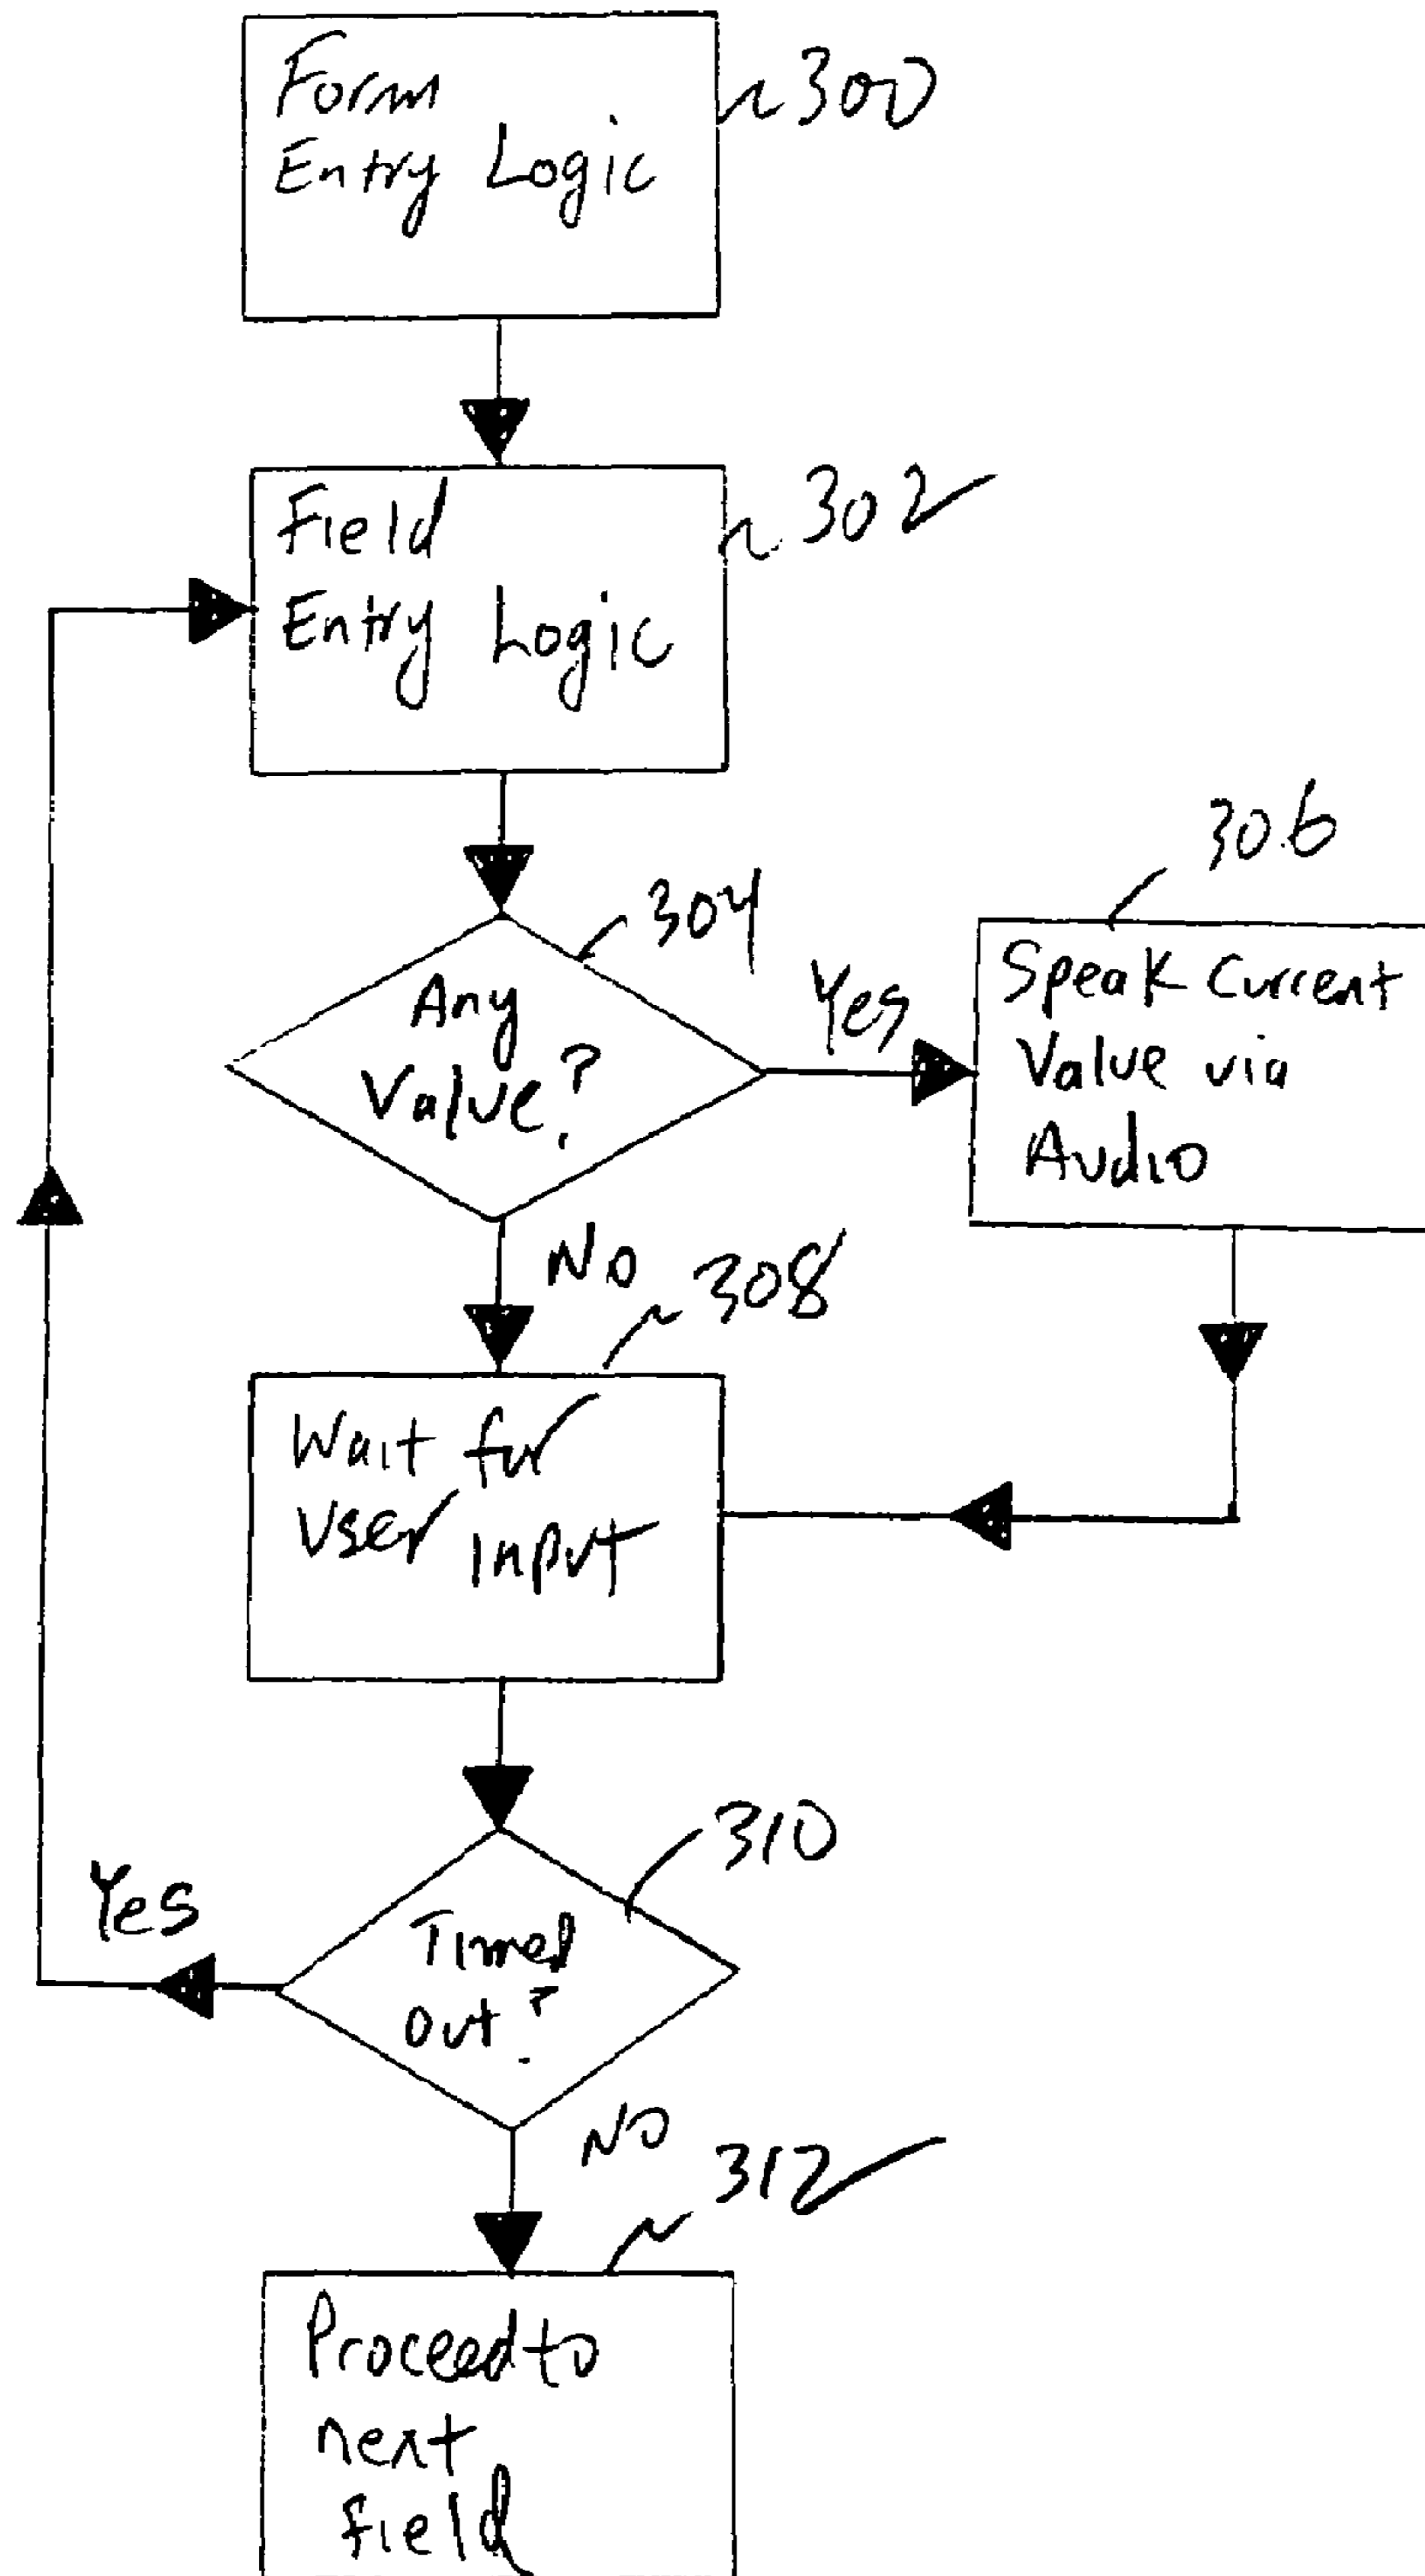 Form
Entry Logic
300
Field
Entry Logic
302
304
Any
Value?
Yes
306
Speak Current
Value via
Audio
No
308
Wait for
User Input
310
Timed
out?
Yes
No
312
Proceed to
next
field